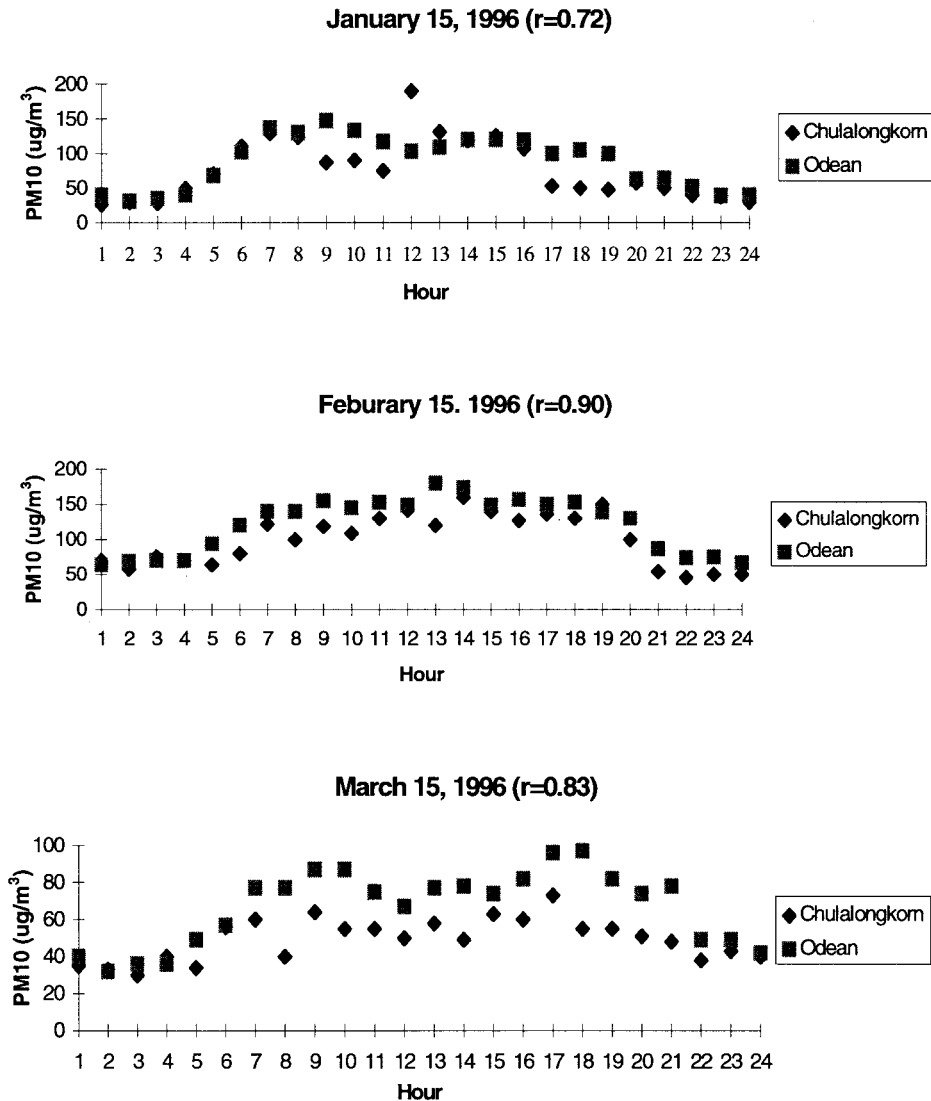 January 15, 1996 (r=0.72)
PM10 (ug/m³)
200
150
100
50
0
1 2 3 4 5 6 7 8 9 10 11 12 13 14 15 16 17 18 19 20 21 22 23 24
Hour
Chulalongkorn
Odean
Feburary 15. 1996 (r=0.90)
PM10 (ug/m³)
200
150
100
50
0
1 2 3 4 5 6 7 8 9 10 11 12 13 14 15 16 17 18 19 20 21 22 23 24
Hour
Chulalongkorn
Odean
March 15, 1996 (r=0.83)
PM10 (ug/m³)
100
80
60
40
20
0
1 2 3 4 5 6 7 8 9 10 11 12 13 14 15 16 17 18 19 20 21 22 23 24
Hour
Chulalongkorn
Odean